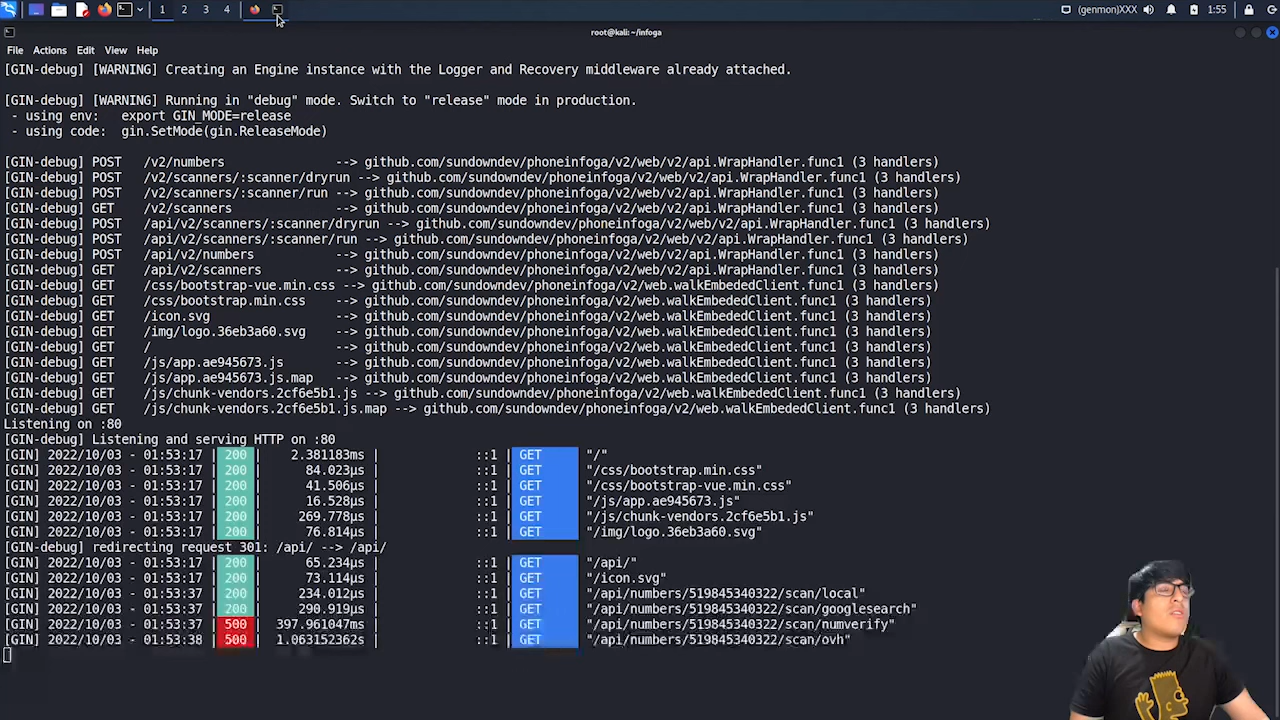 1 2 3 4 (genmon)XXX 1:55
root@kali: ~/infoga
File Actions Edit View Help
[GIN-debug] [WARNING] Creating an Engine instance with the Logger and Recovery middleware already attached.
[GIN-debug] [WARNING] Running in "debug" mode. Switch to "release" mode in production.
- using env: export GIN_MODE=release
- using code: gin.SetMode(gin.ReleaseMode)
[GIN-debug] POST /v2/numbers --> github.com/sundowndev/phoneinfoga/v2/web/v2/api.WrapHandler.func1 (3 handlers)
[GIN-debug] POST /v2/scanners/:scanner/dryrun --> github.com/sundowndev/phoneinfoga/v2/web/v2/api.WrapHandler.func1 (3 handlers)
[GIN-debug] POST /v2/scanners/:scanner/run --> github.com/sundowndev/phoneinfoga/v2/web/v2/api.WrapHandler.func1 (3 handlers)
[GIN-debug] GET /v2/scanners --> github.com/sundowndev/phoneinfoga/v2/web/v2/api.WrapHandler.func1 (3 handlers)
[GIN-debug] POST /api/v2/scanners/:scanner/dryrun --> github.com/sundowndev/phoneinfoga/v2/web/v2/api.WrapHandler.func1 (3 handlers)
[GIN-debug] POST /api/v2/scanners/:scanner/run --> github.com/sundowndev/phoneinfoga/v2/web/v2/api.WrapHandler.func1 (3 handlers)
[GIN-debug] POST /api/v2/numbers --> github.com/sundowndev/phoneinfoga/v2/web/v2/api.WrapHandler.func1 (3 handlers)
[GIN-debug] GET /api/v2/scanners --> github.com/sundowndev/phoneinfoga/v2/web/v2/api.WrapHandler.func1 (3 handlers)
[GIN-debug] GET /css/bootstrap-vue.min.css --> github.com/sundowndev/phoneinfoga/v2/web.walkEmbededClient.func1 (3 handlers)
[GIN-debug] GET /css/bootstrap.min.css --> github.com/sundowndev/phoneinfoga/v2/web.walkEmbededClient.func1 (3 handlers)
[GIN-debug] GET /icon.svg --> github.com/sundowndev/phoneinfoga/v2/web.walkEmbededClient.func1 (3 handlers)
[GIN-debug] GET /img/logo.36eb3a60.svg --> github.com/sundowndev/phoneinfoga/v2/web.walkEmbededClient.func1 (3 handlers)
[GIN-debug] GET / --> github.com/sundowndev/phoneinfoga/v2/web.walkEmbededClient.func1 (3 handlers)
[GIN-debug] GET /js/app.ae945673.js --> github.com/sundowndev/phoneinfoga/v2/web.walkEmbededClient.func1 (3 handlers)
[GIN-debug] GET /js/app.ae945673.js.map --> github.com/sundowndev/phoneinfoga/v2/web.walkEmbededClient.func1 (3 handlers)
[GIN-debug] GET /js/chunk-vendors.2cf6e5b1.js --> github.com/sundowndev/phoneinfoga/v2/web.walkEmbededClient.func1 (3 handlers)
[GIN-debug] GET /js/chunk-vendors.2cf6e5b1.js.map --> github.com/sundowndev/phoneinfoga/v2/web.walkEmbededClient.func1 (3 handlers)
Listening on :80
[GIN-debug] Listening and serving HTTP on :80
[GIN] 2022/10/03 - 01:53:17 | 200 | 2.381183ms | ::1 | GET "/"
[GIN] 2022/10/03 - 01:53:17 | 200 | 84.023µs | ::1 | GET "/css/bootstrap.min.css"
[GIN] 2022/10/03 - 01:53:17 | 200 | 41.506µs | ::1 | GET "/css/bootstrap-vue.min.css"
[GIN] 2022/10/03 - 01:53:17 | 200 | 16.528µs | ::1 | GET "/js/app.ae945673.js"
[GIN] 2022/10/03 - 01:53:17 | 200 | 269.778µs | ::1 | GET "/js/chunk-vendors.2cf6e5b1.js"
[GIN] 2022/10/03 - 01:53:17 | 200 | 76.814µs | ::1 | GET "/img/logo.36eb3a60.svg"
[GIN-debug] redirecting request 301: /api/ --> /api/
[GIN] 2022/10/03 - 01:53:17 | 200 | 65.234µs | ::1 | GET "/api/"
[GIN] 2022/10/03 - 01:53:17 | 200 | 73.114µs | ::1 | GET "/icon.svg"
[GIN] 2022/10/03 - 01:53:37 | 200 | 234.012µs | ::1 | GET "/api/numbers/519845340322/scan/local"
[GIN] 2022/10/03 - 01:53:37 | 200 | 290.919µs | ::1 | GET "/api/numbers/519845340322/scan/googlesearch"
[GIN] 2022/10/03 - 01:53:37 | 500 | 397.961047ms | ::1 | GET "/api/numbers/519845340322/scan/numverify"
[GIN] 2022/10/03 - 01:53:38 | 500 | 1.063152362s | ::1 | GET "/api/numbers/519845340322/scan/ovh"